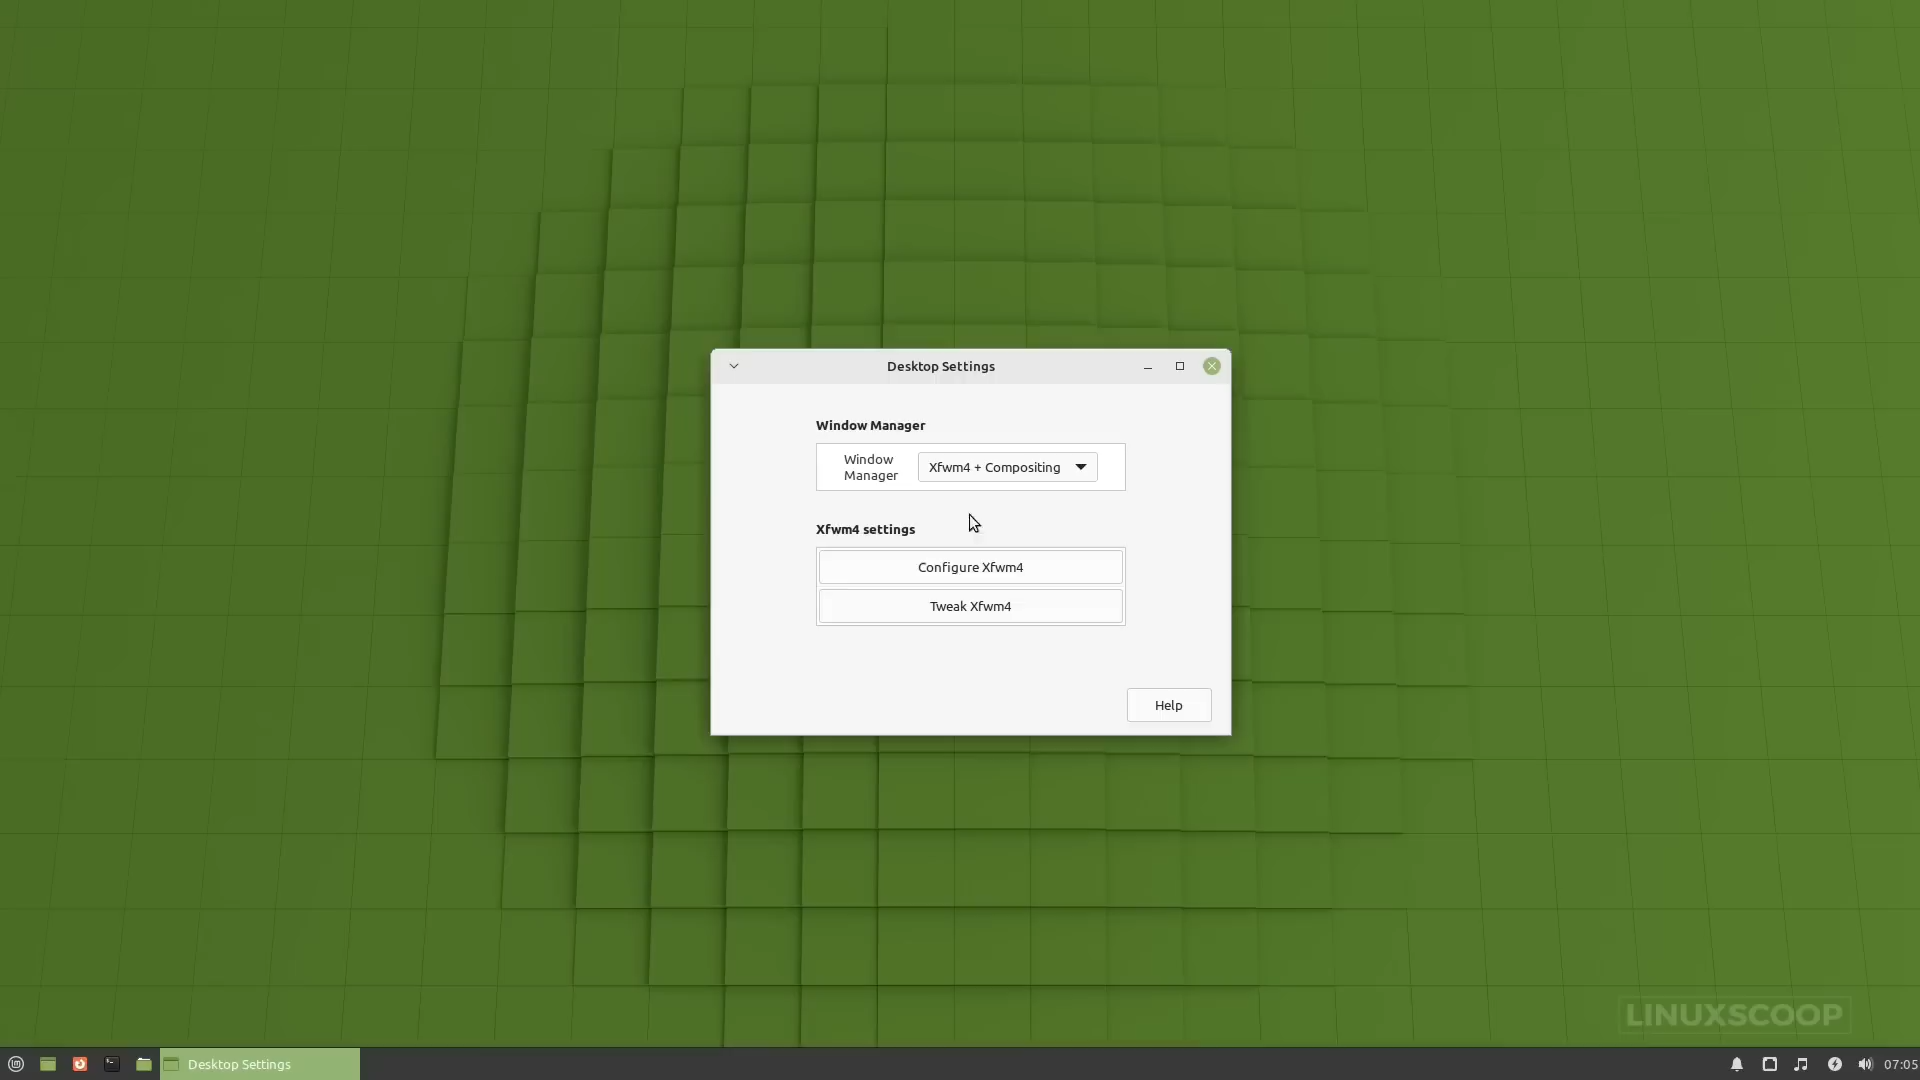 Desktop Settings
Window Manager
Window
Manager
Xfwm4 + Compositing
Xfwm4 settings
Configure Xfwm4
Tweak Xfwm4
Help
LINUXSCOOP
Desktop Settings
07:05